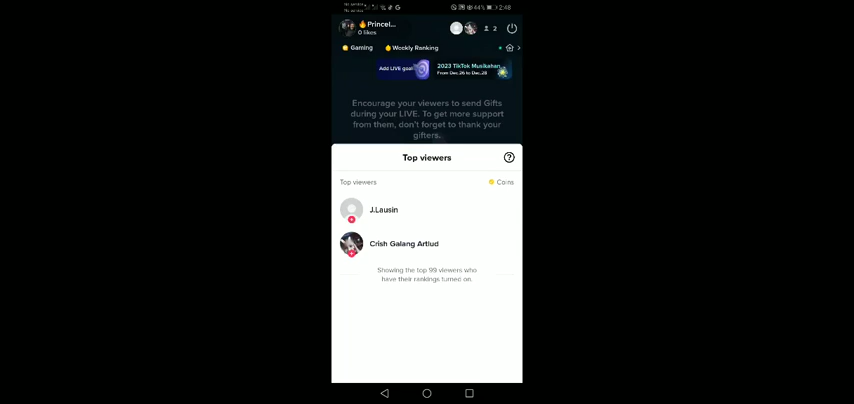 2:48
44%
🔥Princel...
0 likes
2
Gaming
Weekly Ranking
Add LIVE goal
2023 TikTok Musikahan
From Dec.26 to Dec.28
Encourage your viewers to send Gifts
during your LIVE. To get more support
from them, don't forget to thank your
gifters.
Top viewers
Top viewers
Coins
J.Lausin
Crish Galang Artiud
Showing the top 99 viewers who
have their rankings turned on.